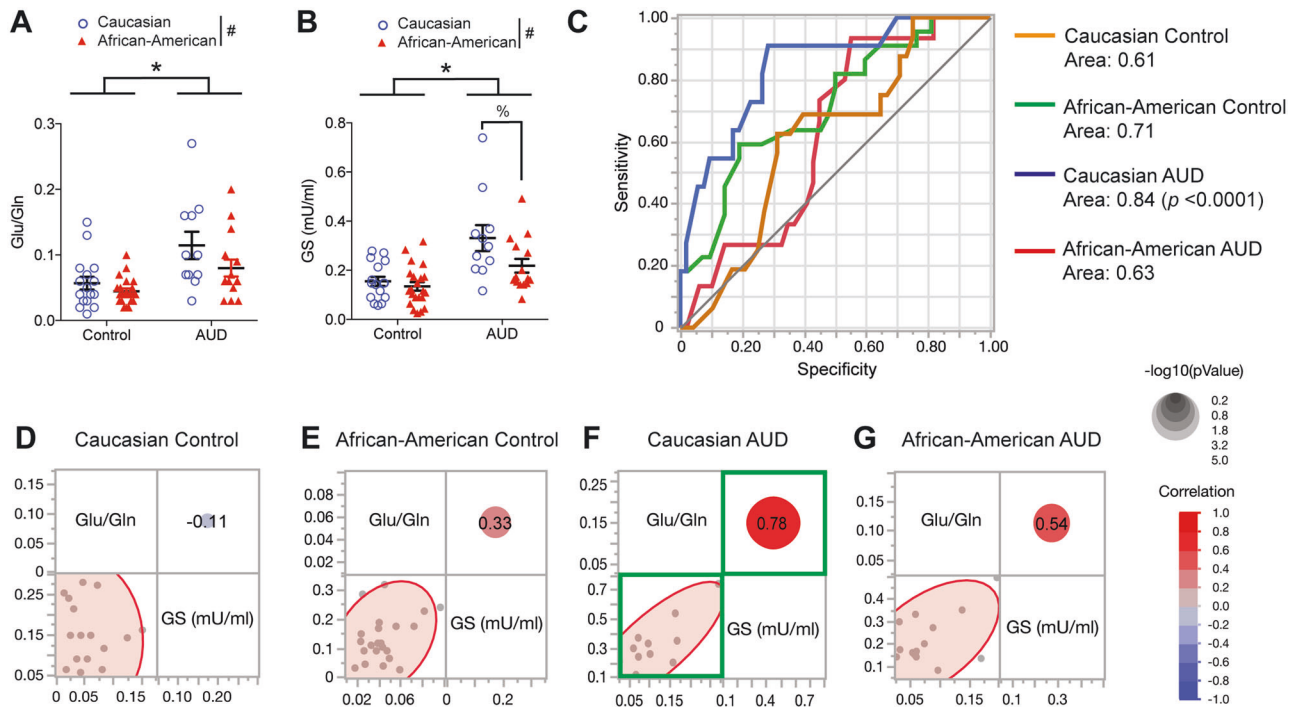 A
Caucasian
African-American
#
*
Glu/Gln
0.3
0.2
0.1
0.0
Control
AUD
B
Caucasian
African-American
#
*
%
GS (mU/ml)
0.8
0.6
0.4
0.2
0.0
Control
AUD
C
Sensitivity
1.00
0.80
0.60
0.40
0.20
0
0
0.20
0.40
0.60
0.80
1.00
Specificity
Caucasian Control
Area: 0.61
African-American Control
Area: 0.71
Caucasian AUD
Area: 0.84 (p <0.0001)
African-American AUD
Area: 0.63
-log10(pValue)
0.2
0.8
1.8
3.2
5.0
Correlation
1.0
0.8
0.6
0.4
0.2
0.0
-0.2
-0.4
-0.6
-0.8
-1.0
D
Caucasian Control
0.15
0.10
0.05
0
Glu/Gln
-0.11
0.25
0.15
0.05
GS (mU/ml)
0
0.05
0.15
0.10
0.20
E
African-American Control
0.08
0.06
0.04
0.02
Glu/Gln
0.33
0.3
0.2
0.1
0
GS (mU/ml)
0.02
0.06
0
0.2
F
Caucasian AUD
0.25
0.15
0.05
Glu/Gln
0.78
0.7
0.5
0.3
0.1
GS (mU/ml)
0.05
0.15
0.1
0.4
0.7
G
African-American AUD
0.15
0.10
0.05
Glu/Gln
0.54
0.4
0.3
0.2
0.1
GS (mU/ml)
0.05
0.15
0.1
0.3